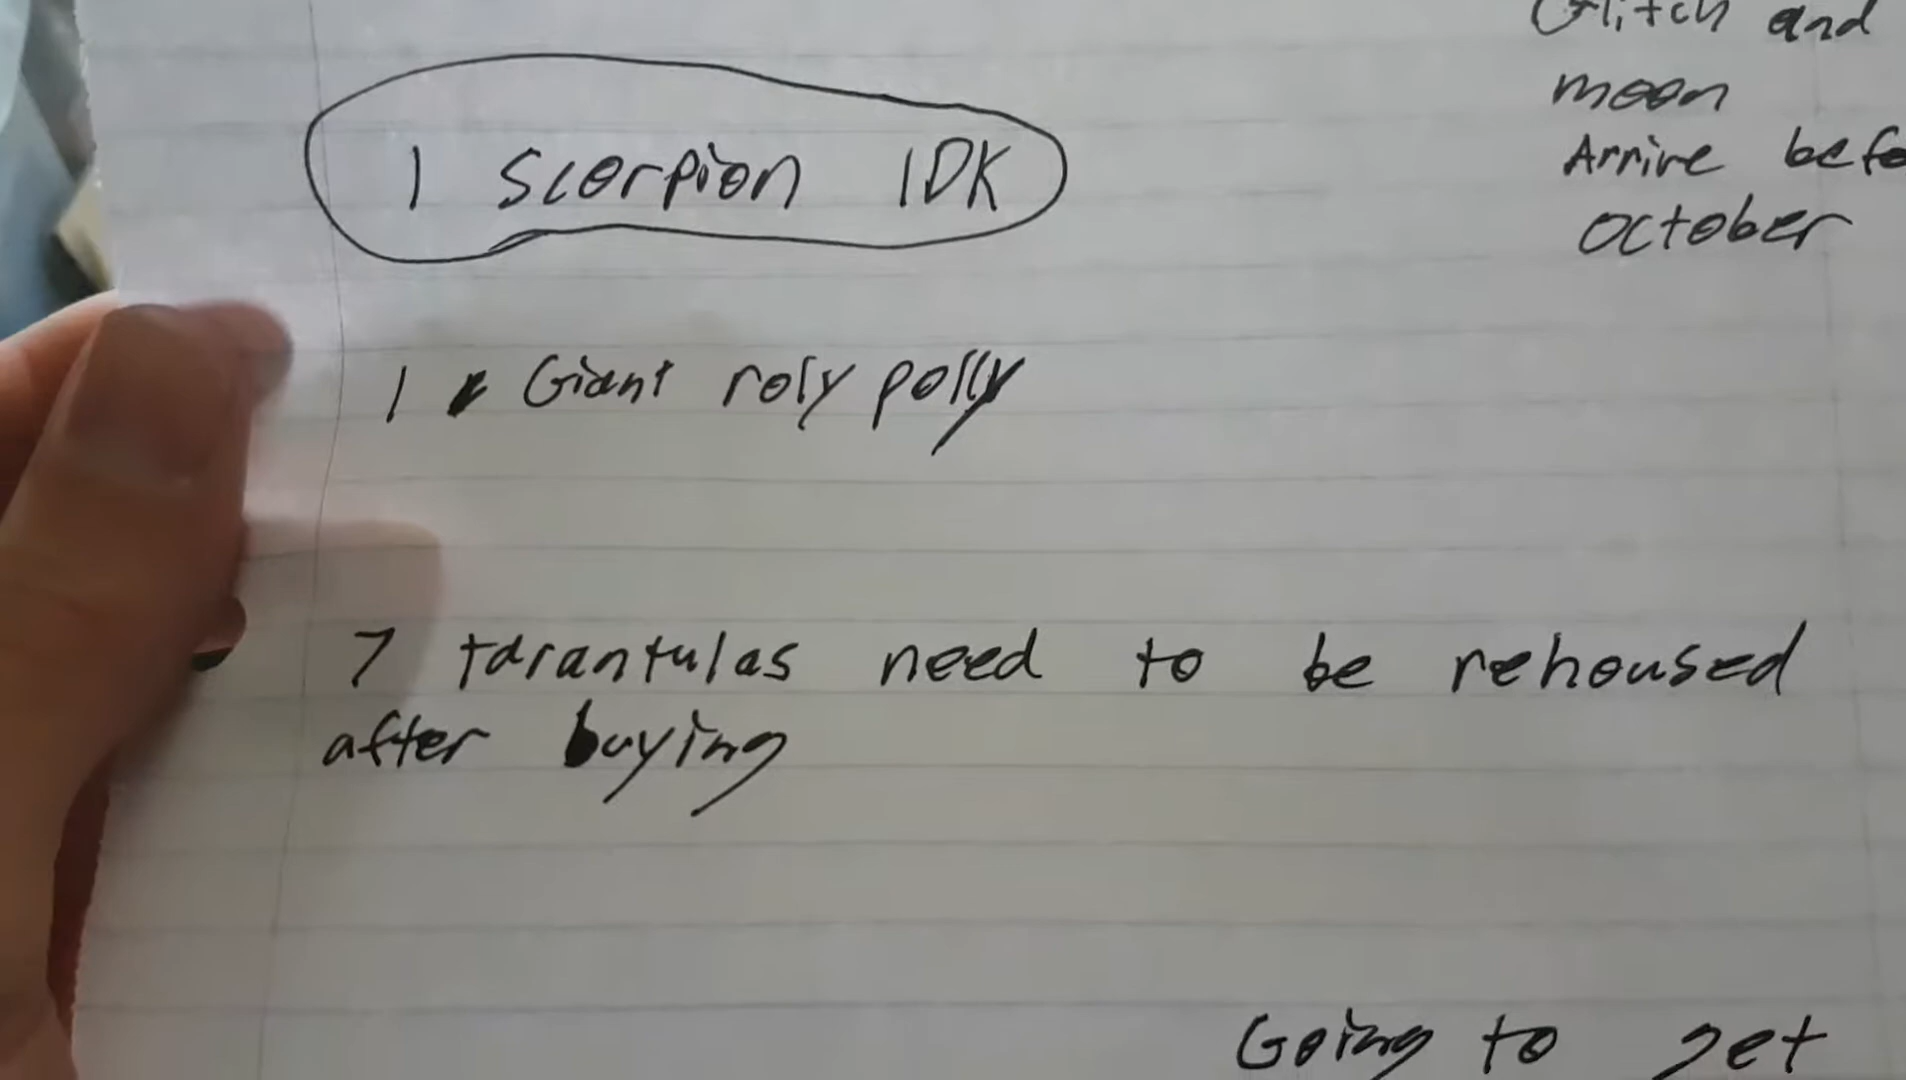 Glitch and
moon
Arrive
october
1 scorpion IDK
1 Giant roly polly
7 tarantulas need to be rehoused
after buying
Going to get